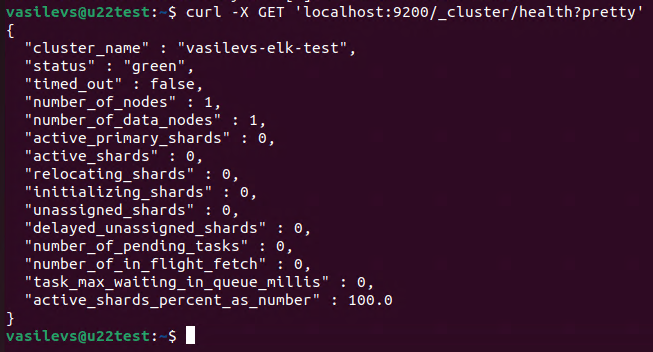 vasilevs@u22test:~$ curl -X GET 'localhost:9200/_cluster/health?pretty'
{
  "cluster_name" : "vasilevs-elk-test",
  "status" : "green",
  "timed_out" : false,
  "number_of_nodes" : 1,
  "number_of_data_nodes" : 1,
  "active_primary_shards" : 0,
  "active_shards" : 0,
  "relocating_shards" : 0,
  "initializing_shards" : 0,
  "unassigned_shards" : 0,
  "delayed_unassigned_shards" : 0,
  "number_of_pending_tasks" : 0,
  "number_of_in_flight_fetch" : 0,
  "task_max_waiting_in_queue_millis" : 0,
  "active_shards_percent_as_number" : 100.0
}
vasilevs@u22test:~$